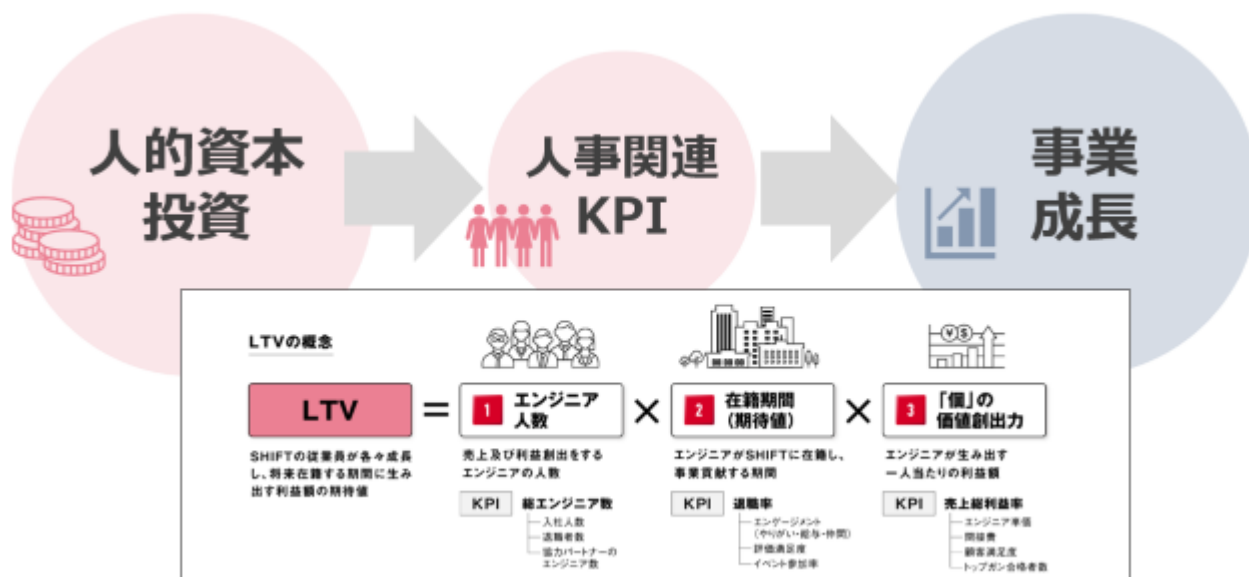 人的資本
投資
人事関連
KPI
事業
成長
LTVの概念
LTV
=
1
エンジニア
人数
×
2
在籍期間
(期待値)
×
3
「個」の
価値創出力
SHIFTの従業員が各々成長
し、将来在籍する期間に生み
出す利益額の期待値
売上及び利益創出をする
エンジニアの人数
KPI 総エンジニア数
入社人数
退職者数
協力パートナーの
エンジニア数
エンジニアがSHIFTに在籍し、
事業貢献する期間
KPI 退職率
エンゲージメント
(やりがい・給与・仲間)
評価満足度
イベント参加率
エンジニアが生み出す
一人当たりの利益額
KPI 売上総利益率
エンジニア単価
間接費
顧客満足度
トップガン合格者数
¥ $